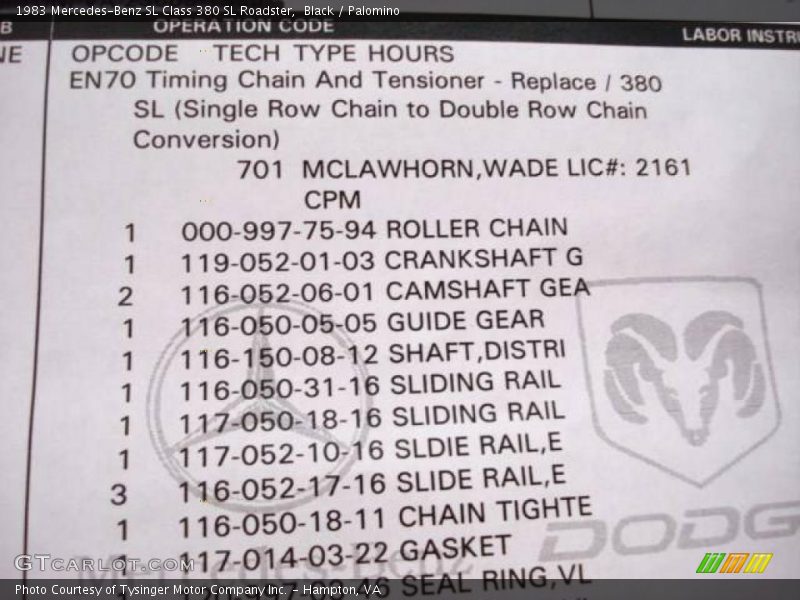 1983 Mercedes-Benz SL Class 380 SL Roadster, Black / Palomino
B OPERATION CODE LABOR INSTRU
NE OPCODE TECH TYPE HOURS
EN70 Timing Chain And Tensioner - Replace / 380
SL (Single Row Chain to Double Row Chain
Conversion)
701 MCLAWHORN,WADE LIC#: 2161
CPM
1 000-997-75-94 ROLLER CHAIN
1 119-052-01-03 CRANKSHAFT G
2 116-052-06-01 CAMSHAFT GEA
1 116-050-05-05 GUIDE GEAR
1 116-150-08-12 SHAFT,DISTRI
1 116-050-31-16 SLIDING RAIL
1 117-050-18-16 SLIDING RAIL
1 117-052-10-16 SLDIE RAIL,E
3 116-052-17-16 SLIDE RAIL,E
1 116-050-18-11 CHAIN TIGHTE
1 117-014-03-22 GASKET
SEAL RING,VL
DODG
GTcarlot.com
Photo Courtesy of Tysinger Motor Company Inc. - Hampton, VA